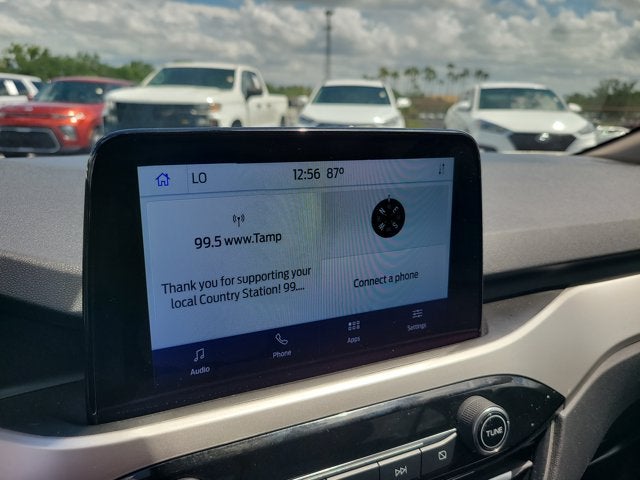 LO 12:56 87°
99.5 www.Tamp
Thank you for supporting your
local Country Station! 99....
Connect a phone
Audio
Phone
Apps
Settings
TUNE